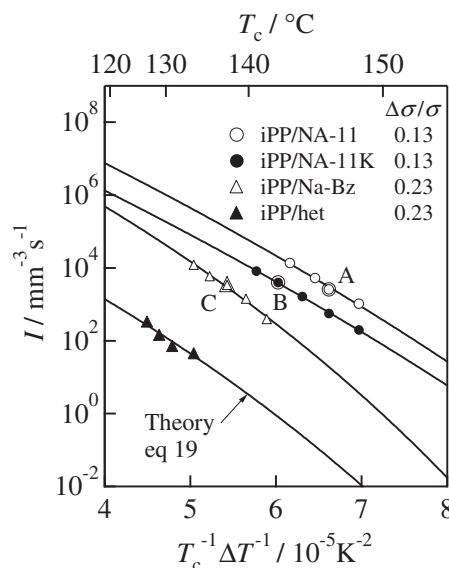 T_c / °C
120 130 140 150
Δσ/σ
○ iPP/NA-11 0.13
● iPP/NA-11K 0.13
△ iPP/Na-Bz 0.23
▲ iPP/het 0.23
10^8
10^6
10^4
10^2
10^0
10^-2
I / mm^-3 s^-1
A
B
C
Theory
eq 19
4 5 6 7 8
T_c^-1 ΔT^-1 / 10^-5 K^-2